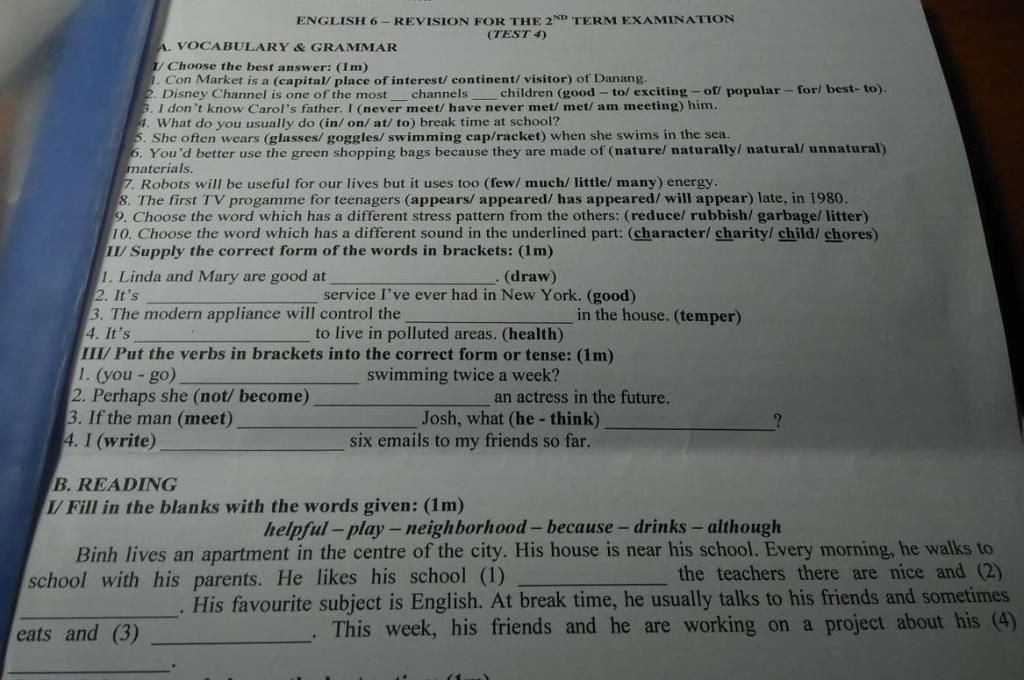 ENGLISH 6 – REVISION FOR THE 2ND TERM EXAMINATION
(TEST 4)
A. VOCABULARY & GRAMMAR
I/ Choose the best answer: (1m)
1. Con Market is a (capital/ place of interest/ continent/ visitor) of Danang.
2. Disney Channel is one of the most ___ channels ____ children (good – to/ exciting – of/ popular – for/ best- to).
3. I don't know Carol's father. I (never meet/ have never met/ met/ am meeting) him.
4. What do you usually do (in/ on/ at/ to) break time at school?
5. She often wears (glasses/ goggles/ swimming cap/racket) when she swims in the sea.
6. You'd better use the green shopping bags because they are made of (nature/ naturally/ natural/ unnatural)
materials.
7. Robots will be useful for our lives but it uses too (few/ much/ little/ many) energy.
8. The first TV progamme for teenagers (appears/ appeared/ has appeared/ will appear) late, in 1980.
9. Choose the word which has a different stress pattern from the others: (reduce/ rubbish/ garbage/ litter)
10. Choose the word which has a different sound in the underlined part: (character/ charity/ child/ chores)
II/ Supply the correct form of the words in brackets: (1m)
1. Linda and Mary are good at ____________________. (draw)
2. It's ____________________ service I've ever had in New York. (good)
3. The modern appliance will control the ____________________ in the house. (temper)
4. It's ____________________ to live in polluted areas. (health)
III/ Put the verbs in brackets into the correct form or tense: (1m)
1. (you - go) ____________________ swimming twice a week?
2. Perhaps she (not/ become) ____________________ an actress in the future.
3. If the man (meet) ____________________ Josh, what (he - think) ____________________?
4. I (write) ____________________ six emails to my friends so far.
B. READING
I/ Fill in the blanks with the words given: (1m)
helpful – play – neighborhood – because – drinks – although
Binh lives an apartment in the centre of the city. His house is near his school. Every morning, he walks to
school with his parents. He likes his school (1) ________________ the teachers there are nice and (2)
________________. His favourite subject is English. At break time, he usually talks to his friends and sometimes
eats and (3) ________________. This week, his friends and he are working on a project about his (4)
________________.